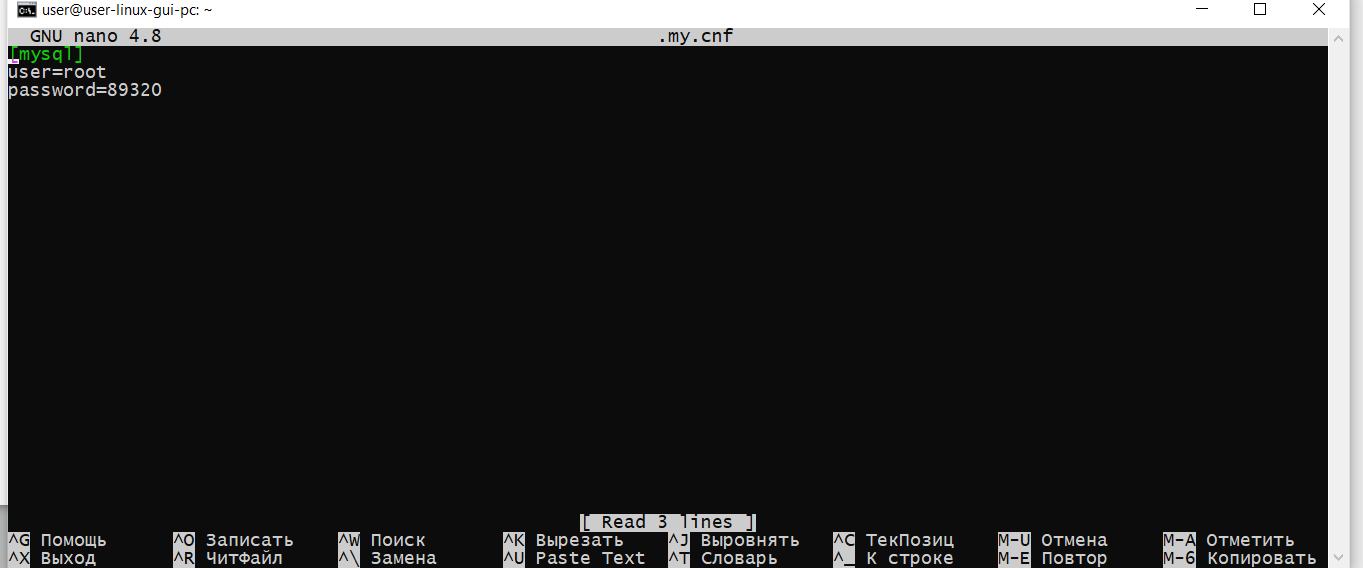 user@user-linux-gui-pc: ~
GNU nano 4.8 .my.cnf
[mysql]
user=root
password=89320
[ Read 3 lines ]
^G Помощь ^O Записать ^W Поиск ^K Вырезать ^J Выровнять ^C ТекПозиц M-U Отмена M-A Отметить
^X Выход ^R ЧитФайл ^\ Замена ^U Paste Text ^T Словарь ^_ К строке M-E Повтор M-6 Копировать